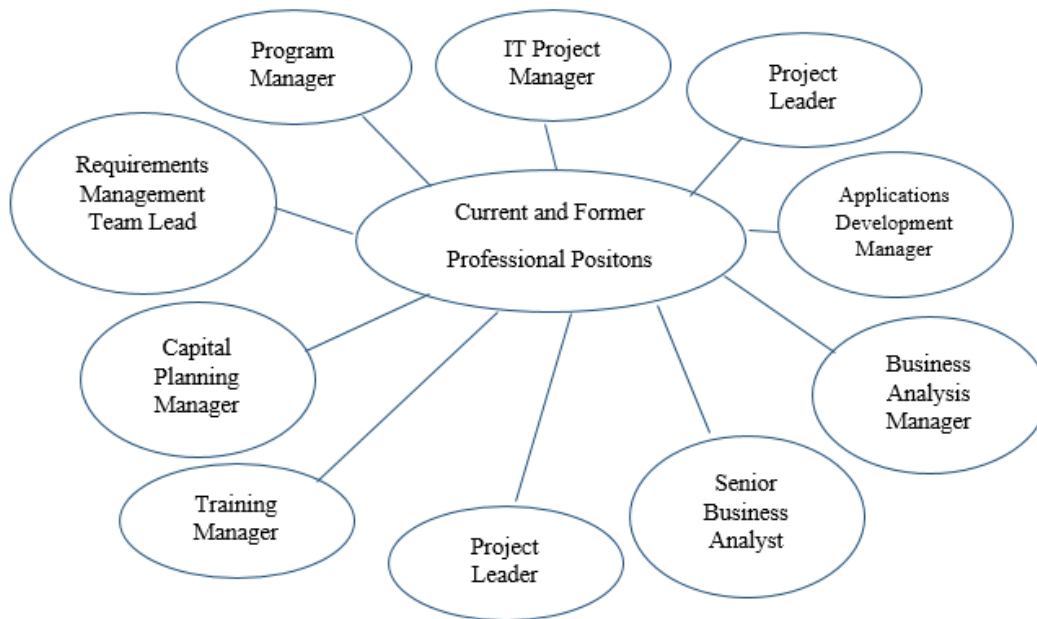 Program
Manager
IT Project
Manager
Project
Leader
Requirements
Management
Team Lead
Current and Former
Professional Positons
Applications
Development
Manager
Capital
Planning
Manager
Business
Analysis
Manager
Training
Manager
Project
Leader
Senior
Business
Analyst